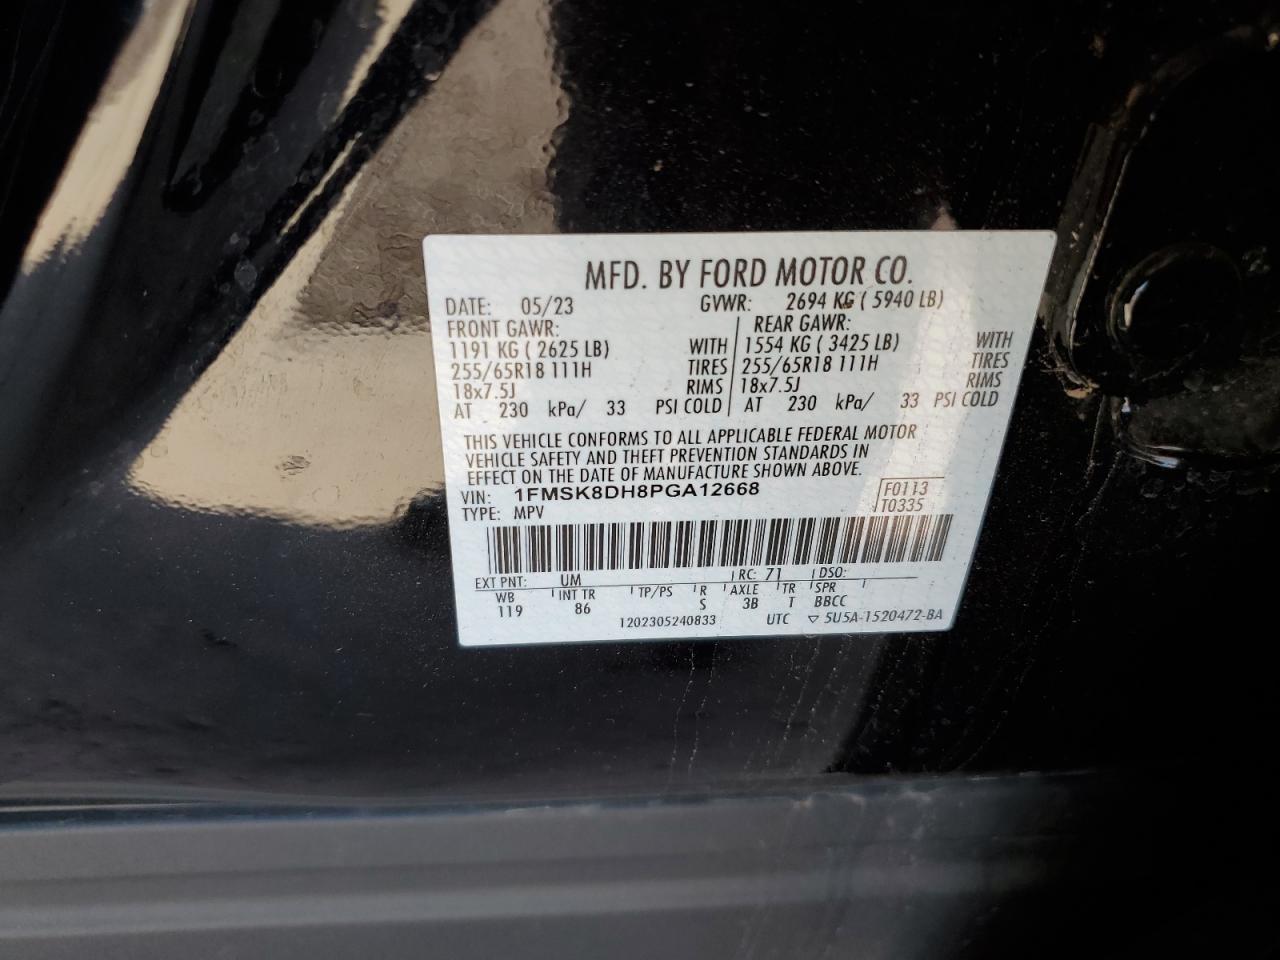 MFD. BY FORD MOTOR CO.
DATE: 05/23 GVWR: 2694 KG ( 5940 LB)
FRONT GAWR: REAR GAWR:
1191 KG ( 2625 LB) WITH 1554 KG ( 3425 LB) WITH
255/65R18 111H TIRES 255/65R18 111H TIRES
18x7.5J RIMS 18x7.5J RIMS
AT 230 kPa/ 33 PSI COLD AT 230 kPa/ 33 PSI COLD
THIS VEHICLE CONFORMS TO ALL APPLICABLE FEDERAL MOTOR
VEHICLE SAFETY AND THEFT PREVENTION STANDARDS IN
EFFECT ON THE DATE OF MANUFACTURE SHOWN ABOVE.
VIN: 1FMSK8DH8PGA12668 F0113
TYPE: MPV T0335
EXT PNT: UM RC: 71 DSO:
WB INT TR TP/PS R AXLE TR SPR
119 86 S 3B T BBCC
1202305240833 UTC ▽ 5U5A-1520472-BA